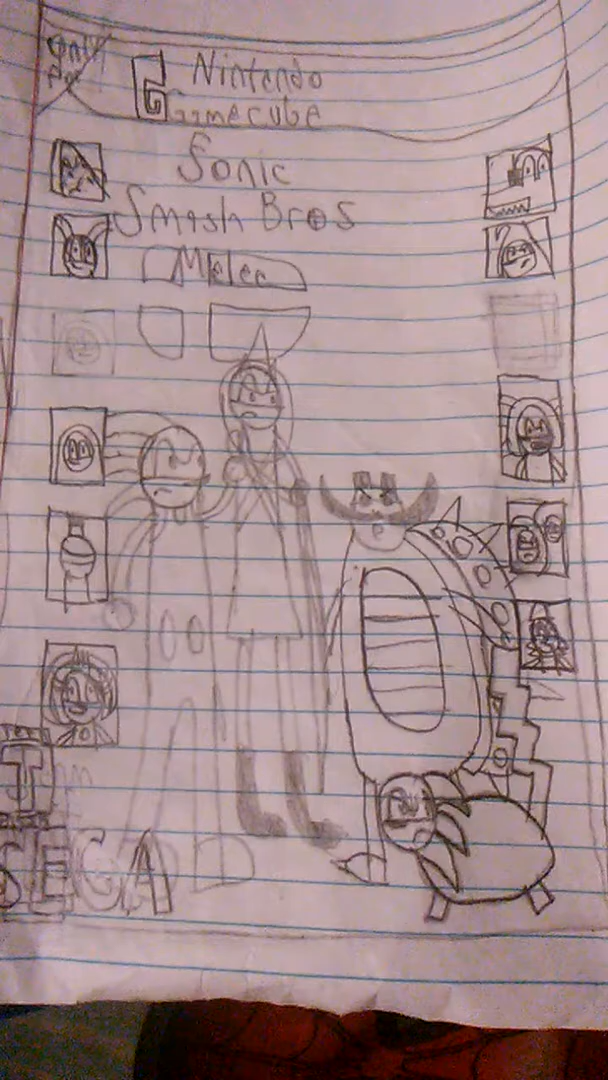 Only
For
Nintendo
Gamecube
Sonic
Smash Bros
Melee
T
SEGA